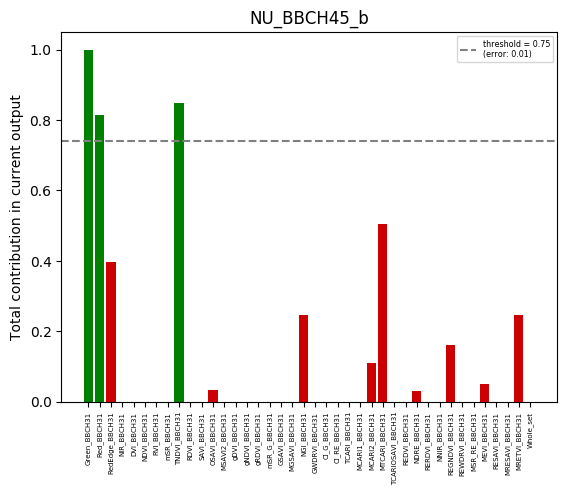 NU_BBCH45_b
threshold = 0.75
(error: 0.01)
Total contribution in current output
1.0
0.8
0.6
0.4
0.2
0.0
Green_BBCH31
Red_BBCH31
RedEdge_BBCH31
NIR_BBCH31
DVI_BBCH31
NDVI_BBCH31
RVI_BBCH31
mSR_BBCH31
TNDVI_BBCH31
RDVI_BBCH31
SAVI_BBCH31
OSAVI_BBCH31
MSAVI2_BBCH31
gDVI_BBCH31
gNDVI_BBCH31
gRDVI_BBCH31
mSR_G_BBCH31
GSAVI_BBCH31
MGSAVI_BBCH31
NGI_BBCH31
GWDRVI_BBCH31
CI_G_BBCH31
CI_RE_BBCH31
TCARI_BBCH31
MCARI1_BBCH31
MCARI2_BBCH31
MTCARI_BBCH31
TCARIOSAVI_BBCH31
REDVI_BBCH31
NDRE_BBCH31
RERDVI_BBCH31
NNIR_BBCH31
REGNDVI_BBCH31
REWDRVI_BBCH31
MSR_RE_BBCH31
MEVI_BBCH31
RESAVI_BBCH31
MRESAVI_BBCH31
MRETVI_BBCH31
Whole_set